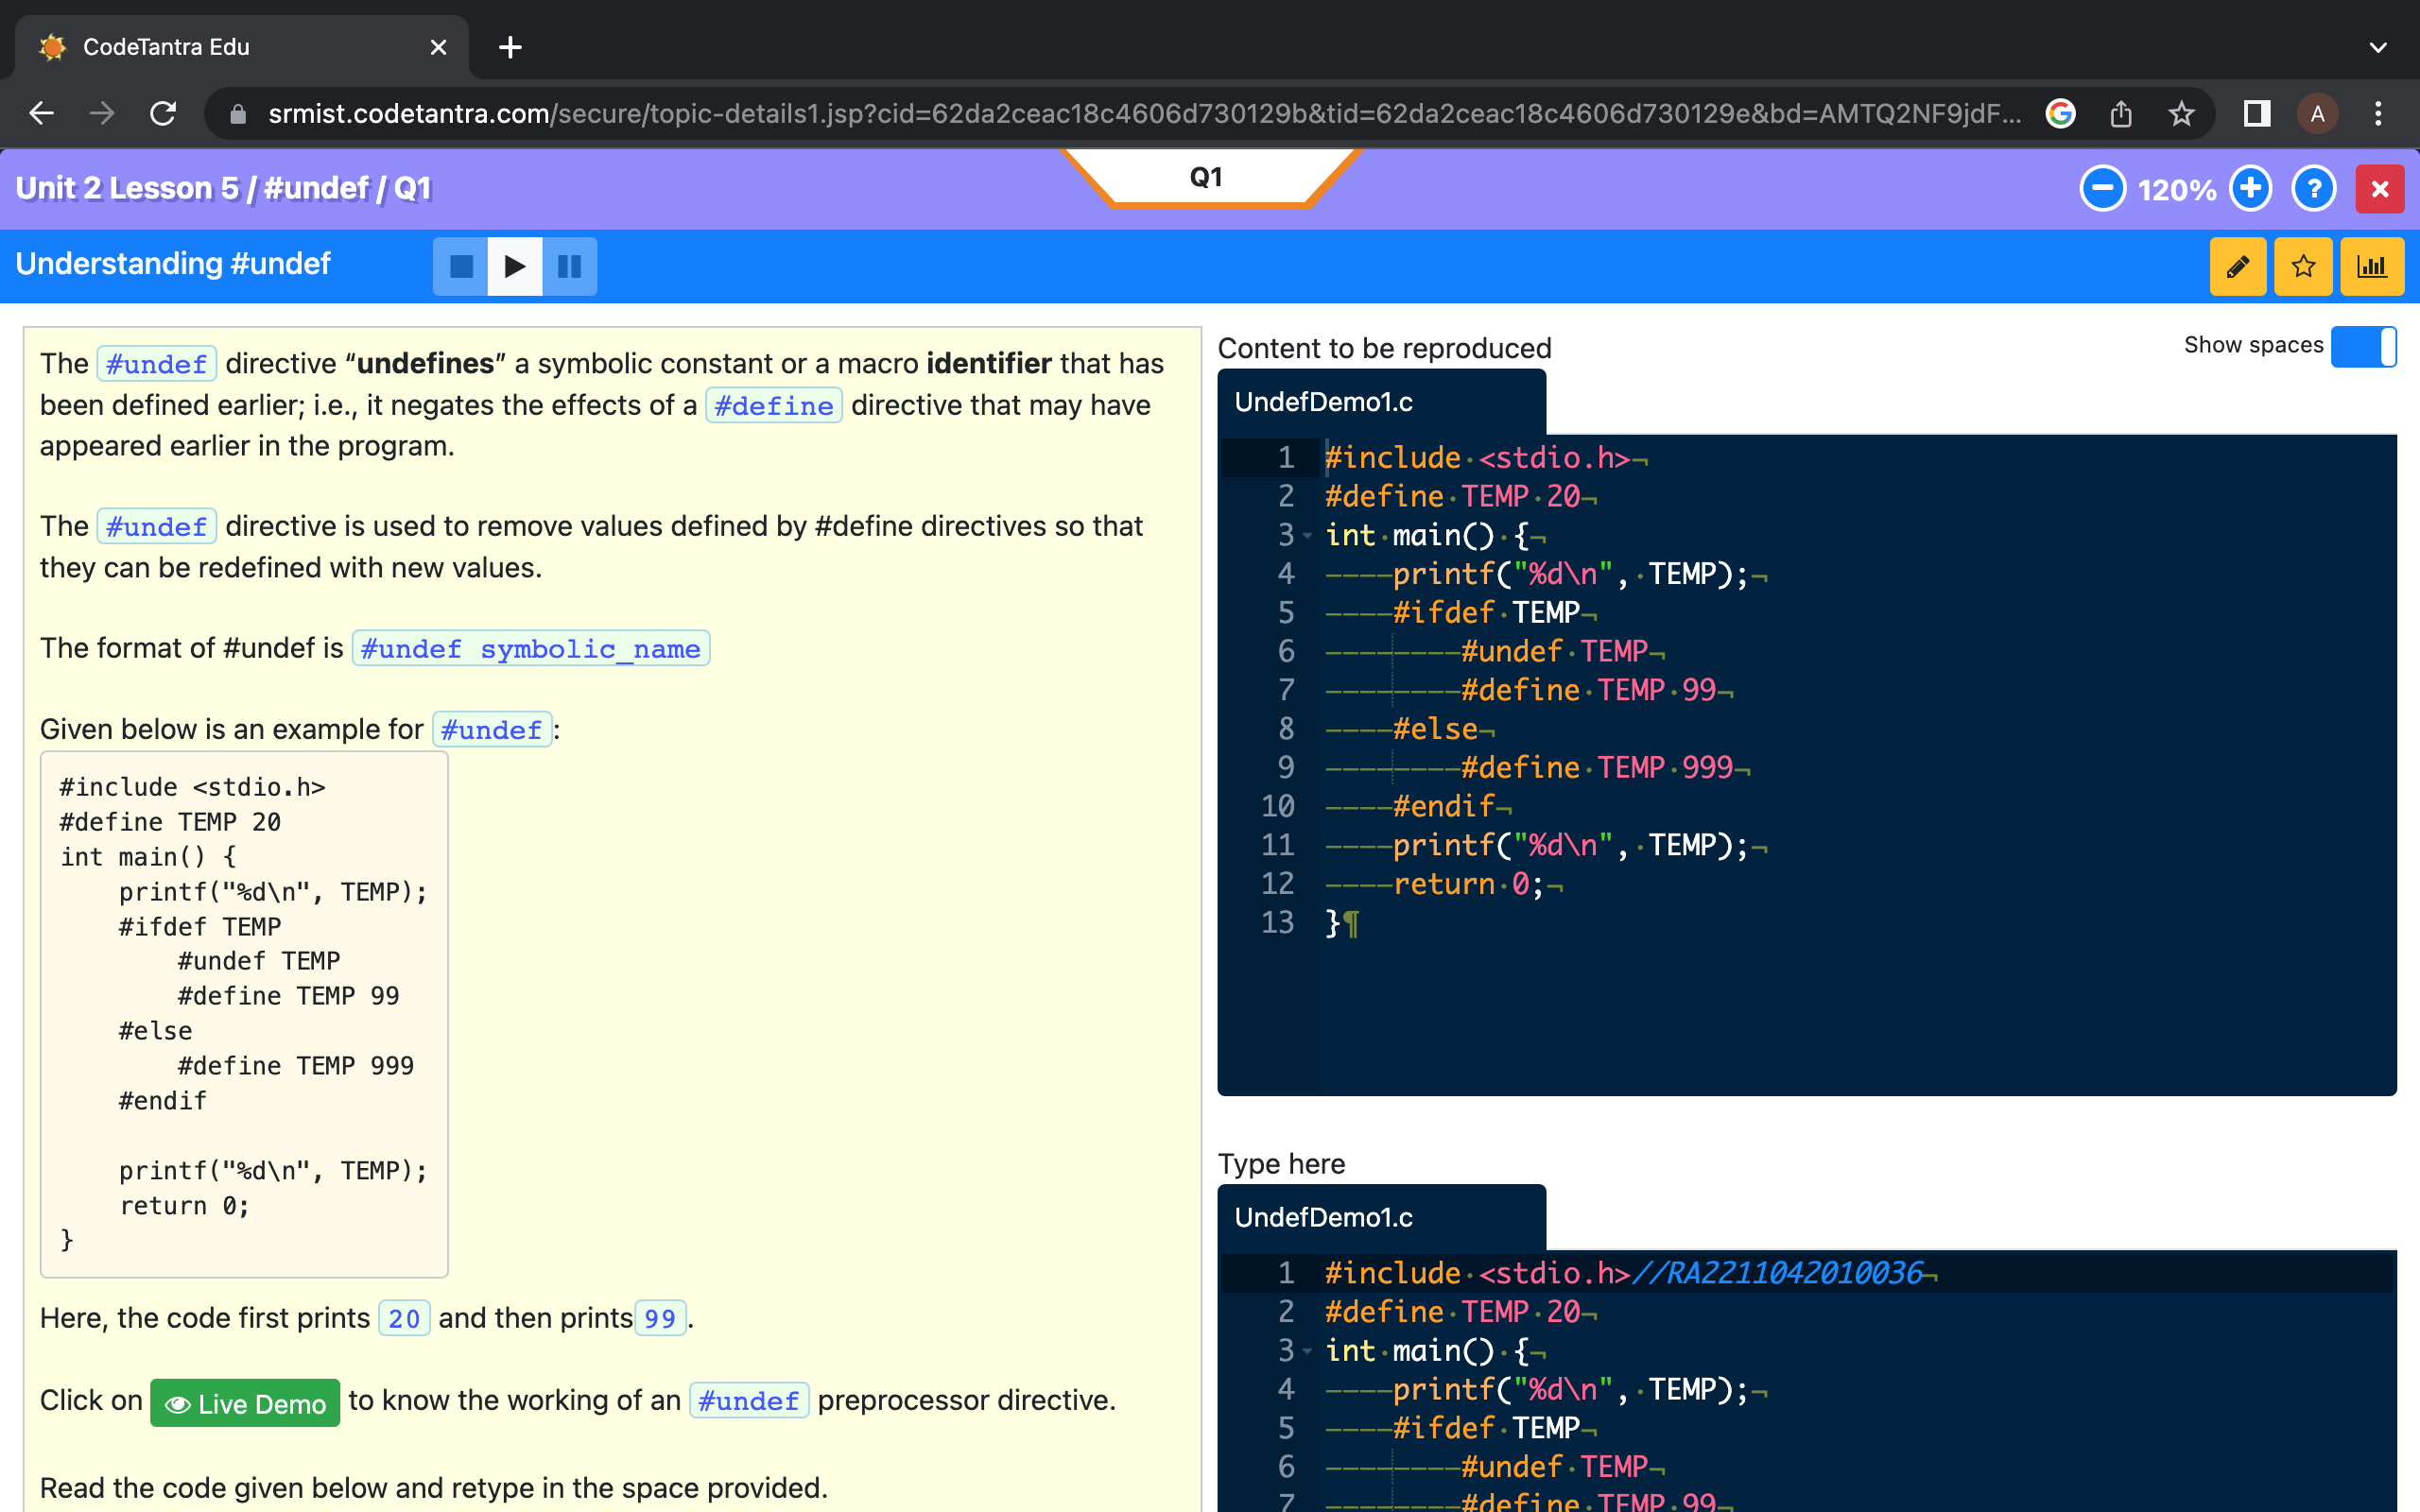 CodeTantra Edu
srmist.codetantra.com/secure/topic-details1.jsp?cid=62da2ceac18c4606d730129b&tid=62da2ceac18c4606d730129e&bd=AMTQ2NF9jdF...
A
Unit 2 Lesson 5 / #undef / Q1
Q1
120%
?
Understanding #undef
The #undef directive “undefines” a symbolic constant or a macro identifier that has
been defined earlier; i.e., it negates the effects of a #define directive that may have
appeared earlier in the program.
The #undef directive is used to remove values defined by #define directives so that
they can be redefined with new values.
The format of #undef is #undef symbolic_name
Given below is an example for #undef:
#include <stdio.h>
#define TEMP 20
int main() {
    printf("%d\n", TEMP);
    #ifdef TEMP
        #undef TEMP
        #define TEMP 99
    #else
        #define TEMP 999
    #endif
    printf("%d\n", TEMP);
    return 0;
}
Here, the code first prints 20 and then prints 99.
Click on Live Demo to know the working of an #undef preprocessor directive.
Read the code given below and retype in the space provided.
Content to be reproduced
Show spaces
UndefDemo1.c
1 #include <stdio.h>
2 #define TEMP 20
3 int main() {
4     printf("%d\n", TEMP);
5     #ifdef TEMP
6         #undef TEMP
7         #define TEMP 99
8     #else
9         #define TEMP 999
10     #endif
11     printf("%d\n", TEMP);
12     return 0;
13 }¶
Type here
UndefDemo1.c
1 #include <stdio.h>//RA2211042010036
2 #define TEMP 20
3 int main() {
4     printf("%d\n", TEMP);
5     #ifdef TEMP
6         #undef TEMP
7         #define TEMP 99